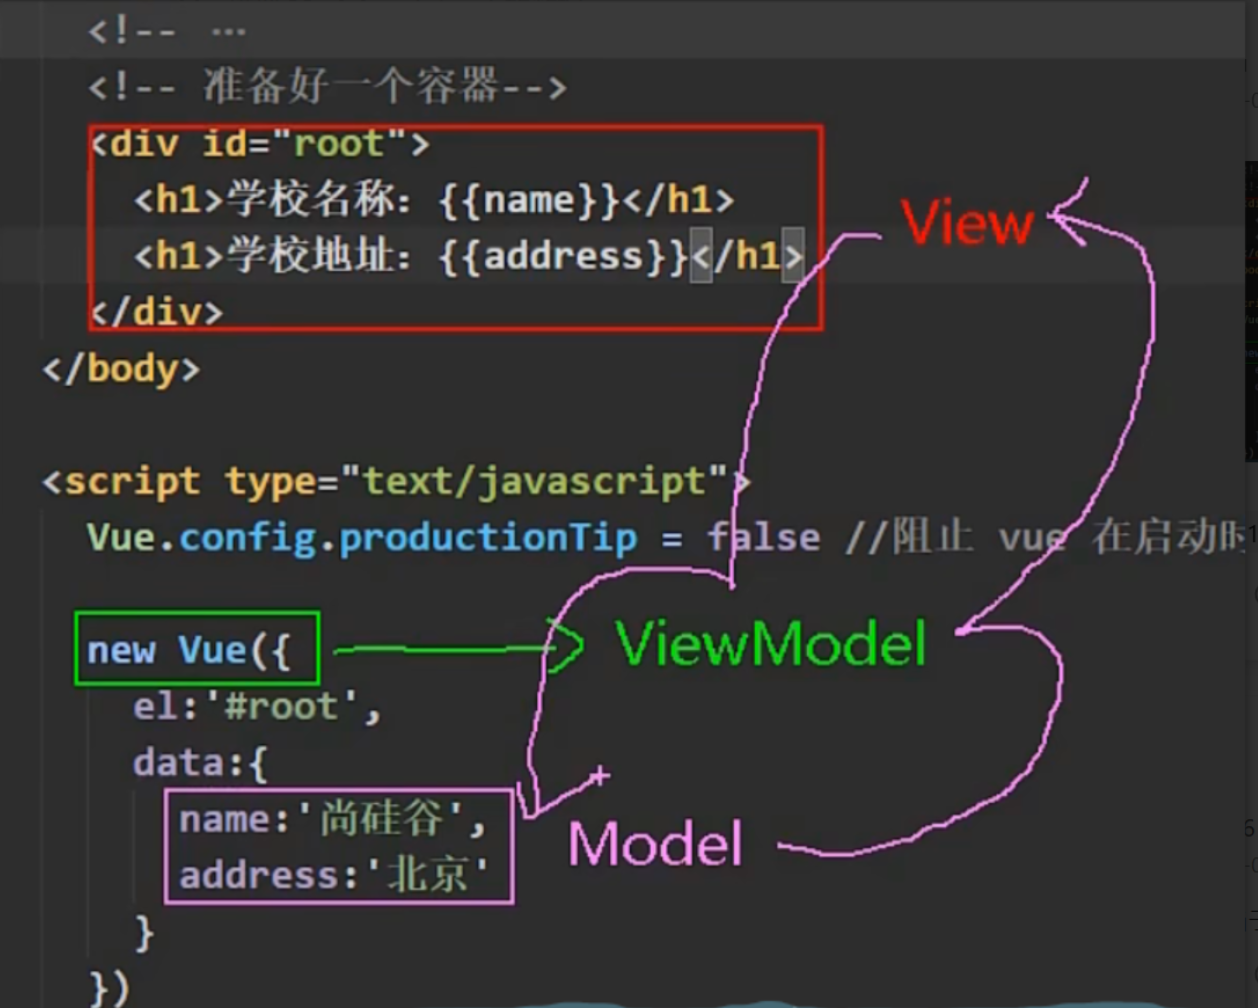 <!-- ...
<!-- 准备好一个容器-->
<div id="root">
<h1>学校名称：{{name}}</h1>
<h1>学校地址：{{address}}</h1>
</div>
</body>
View
<script type="text/javascript">
Vue.config.productionTip = false //阻止 vue 在启动时
new Vue({
ViewModel
el:'#root',
data:{
name:'尚硅谷',
address:'北京'
Model
}
})